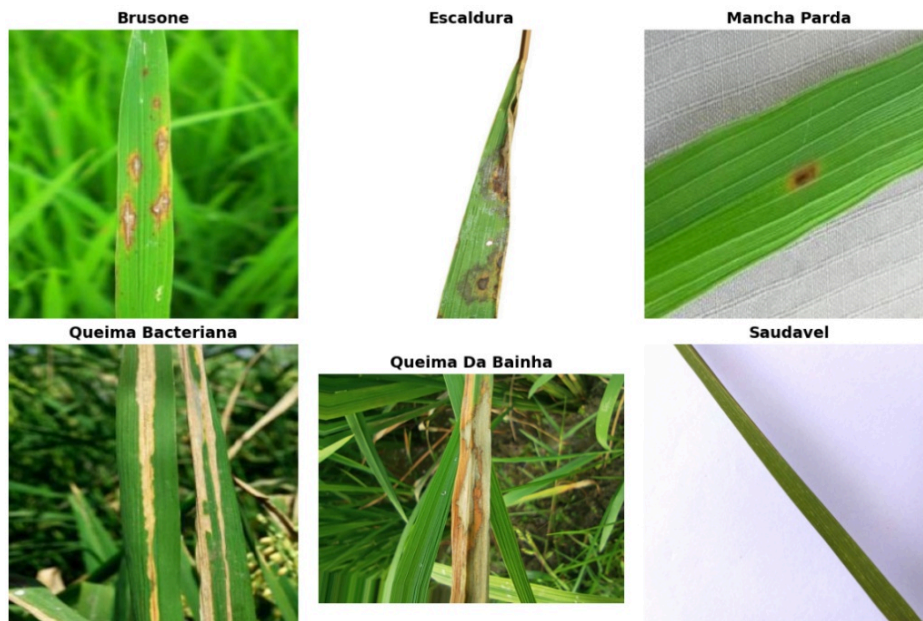 Brusone
Escaldura
Mancha Parda
Queima Bacteriana
Queima Da Bainha
Saudavel